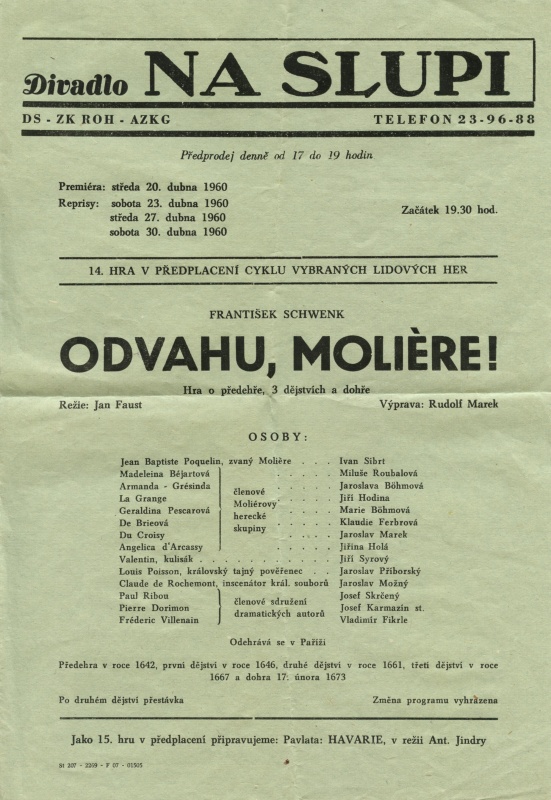 Divadlo NA SLUPI
DS - ZK ROH - AZKG TELEFON 23-96-88
Předprodej denně od 17 do 19 hodin
Premiéra: středa 20. dubna 1960
Reprisy: sobota 23. dubna 1960
středa 27. dubna 1960
sobota 30. dubna 1960
Začátek 19.30 hod.
14. HRA V PŘEDPLACENÍ CYKLU VYBRANÝCH LIDOVÝCH HER
FRANTIŠEK SCHWENK
ODVAHU, MOLIÈRE!
Hra o předehře, 3 dějstvích a dohře
Režie: Jan Faust Výprava: Rudolf Marek
OSOBY:
Jean Baptiste Poquelin, zvaný Molière . . . Ivan Šibrt
Madeleina Béjartová . . . . . Miluše Roubalová
Armanda - Grésinda . . . . . Jaroslava Böhmová
La Grange . . . . . Jiří Hodina
Geraldina Pescarová . . . . . Marie Böhmová
De Brieová . . . . . Klaudie Ferbrová
Du Croisy . . . . . Jaroslav Marek
Angelica d'Arcassy . . . . . Jiřina Holá
členové
Moliérovy
herecké
skupiny
Valentin, kulisák . . . . . . . . . . . Jiří Syrový
Louis Poisson, královský tajný pověřenec . . Jaroslav Příborský
Claude de Rochemont, inscenátor král. souborů Jaroslav Možný
Paul Ribou Josef Skrčený
Pierre Dorimon Josef Karmazín st.
Fréderic Villenain Vladimír Fikrle
členové sdružení
dramatických autorů
Odehrává se v Paříži
Předehra v roce 1642, první dějství v roce 1646, druhé dějství v roce 1661, třetí dějství v roce
1667 a dohra 17. února 1673
Po druhém dějství přestávka Změna programu vyhrazena
Jako 15. hru v předplacení připravujeme: Pavlata: HAVARIE, v režii Ant. Jindry
St 207 - 2269 - F 07 - 01505